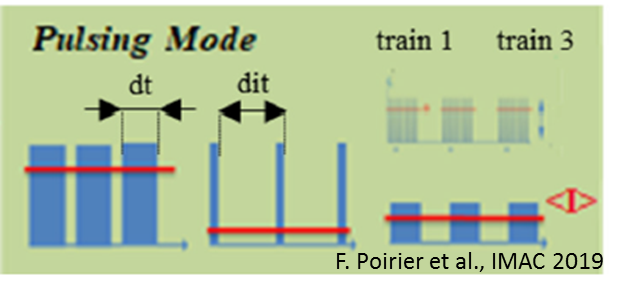 Pulsing Mode
train 1 train 3
dt dit
<I>
F. Poirier et al., IMAC 2019